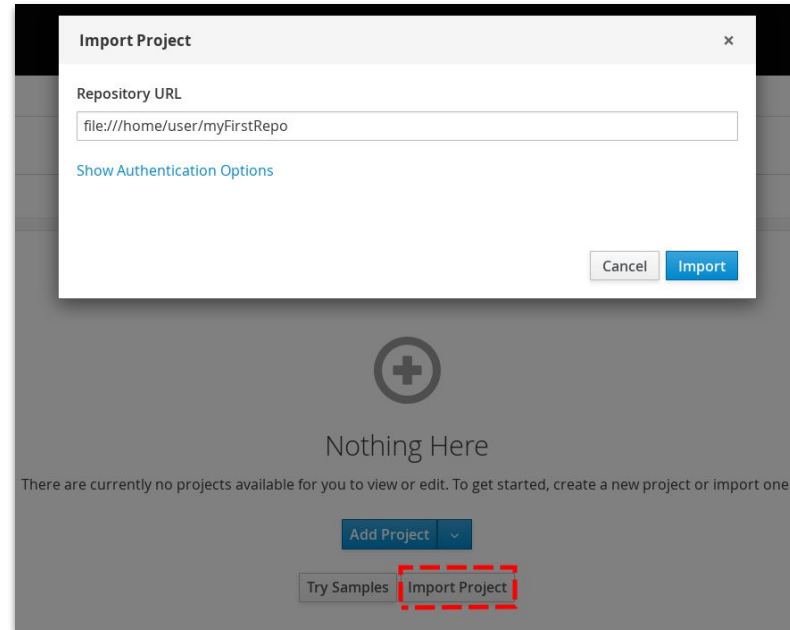 Import Project ×
Repository URL
file:///home/user/myFirstRepo
Show Authentication Options
Cancel Import
Nothing Here
There are currently no projects available for you to view or edit. To get started, create a new project or import one
Add Project
Try Samples Import Project